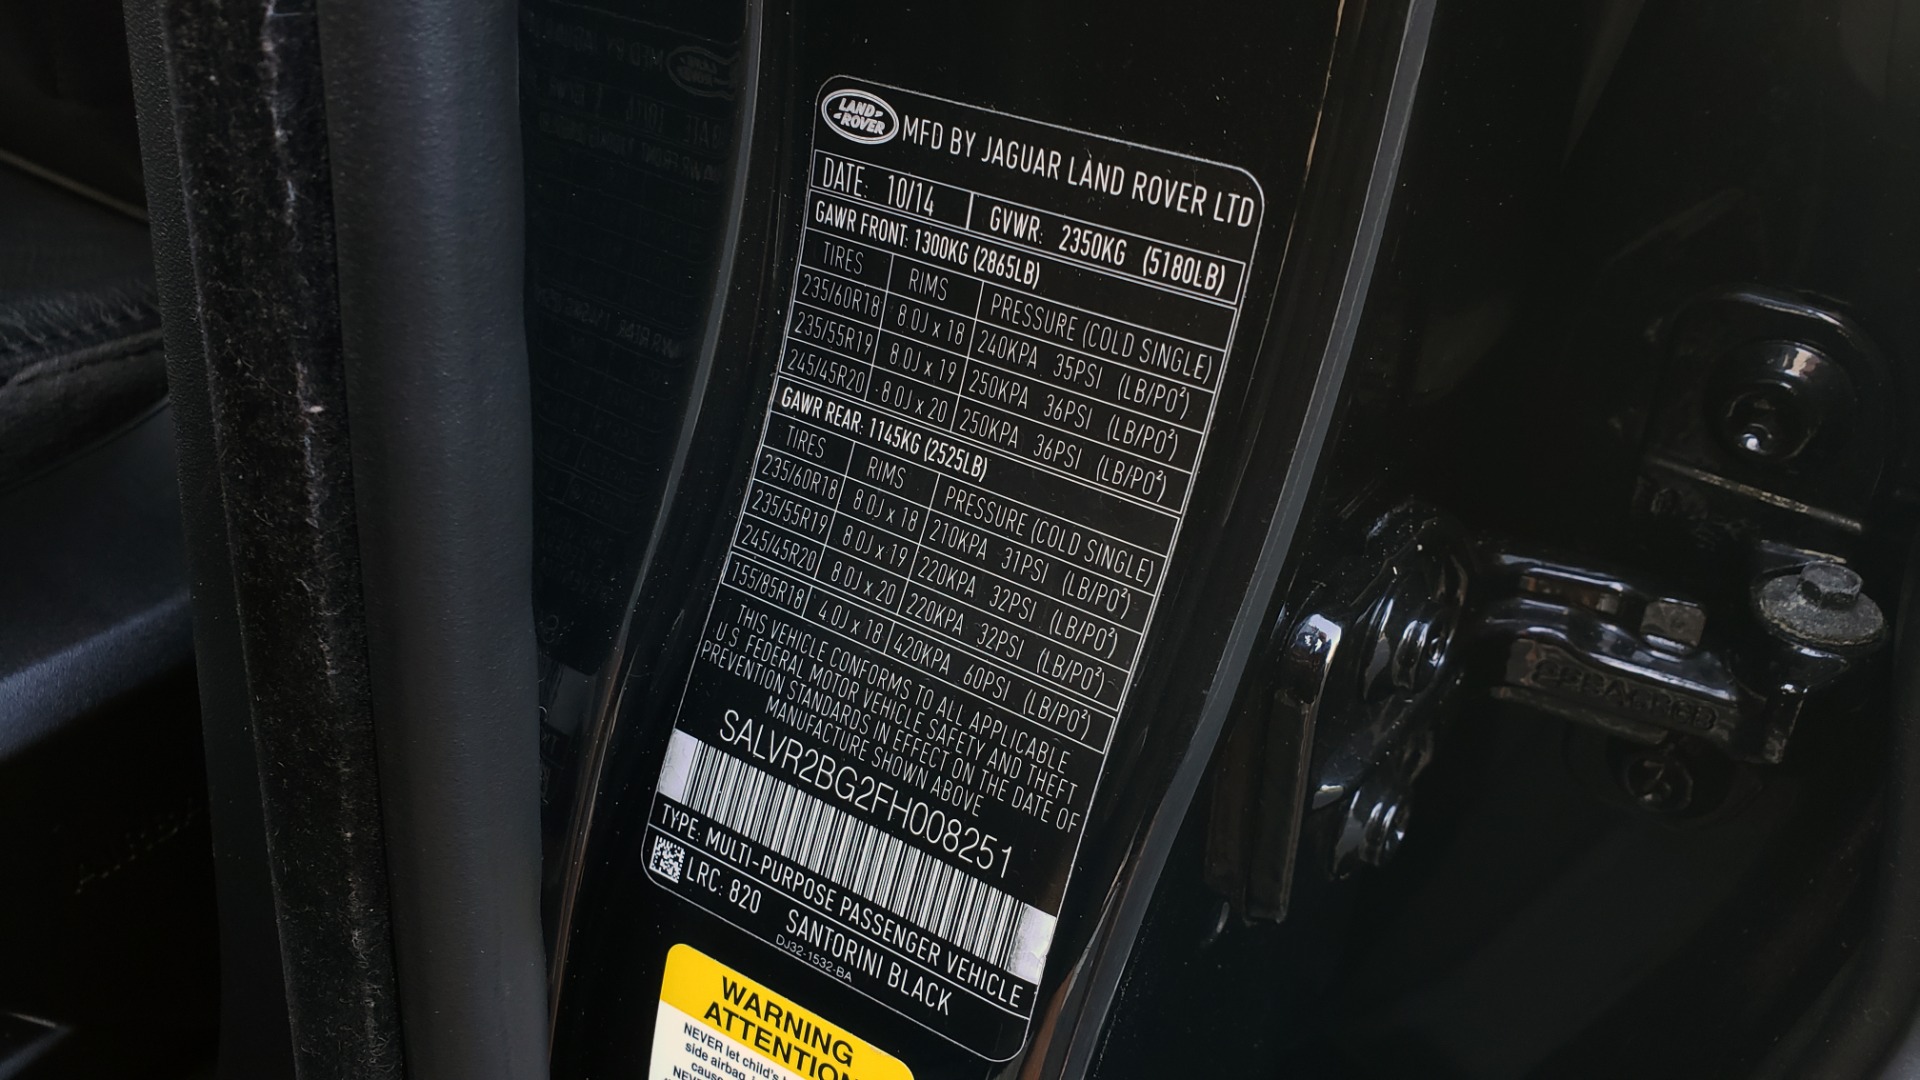 LAND ROVER
MFD BY JAGUAR LAND ROVER LTD
DATE: 10/14 GVWR: 2350KG (5180LB)
GAWR FRONT: 1300KG (2865LB)
TIRES RIMS PRESSURE (COLD SINGLE)
235/60R18 8.0J x 18 240KPA 35PSI (LB/PO²)
235/55R19 8.0J x 19 250KPA 36PSI (LB/PO²)
245/45R20 8.0J x 20 250KPA 36PSI (LB/PO²)
GAWR REAR: 1145KG (2525LB)
TIRES RIMS PRESSURE (COLD SINGLE)
235/60R18 8.0J x 18 210KPA 31PSI (LB/PO²)
235/55R19 8.0J x 19 220KPA 32PSI (LB/PO²)
245/45R20 8.0J x 20 220KPA 32PSI (LB/PO²)
155/85R18 4.0J x 18 420KPA 60PSI (LB/PO²)
THIS VEHICLE CONFORMS TO ALL APPLICABLE
U.S. FEDERAL MOTOR VEHICLE SAFETY AND THEFT
PREVENTION STANDARDS IN EFFECT ON THE DATE OF
MANUFACTURE SHOWN ABOVE
SALVR2BG2FH008251
TYPE: MULTI-PURPOSE PASSENGER VEHICLE
LRC: 820 SANTORINI BLACK
DJ32-1532-BA
WARNING
ATTENTION
NEVER let child's
side airbag
NEVER